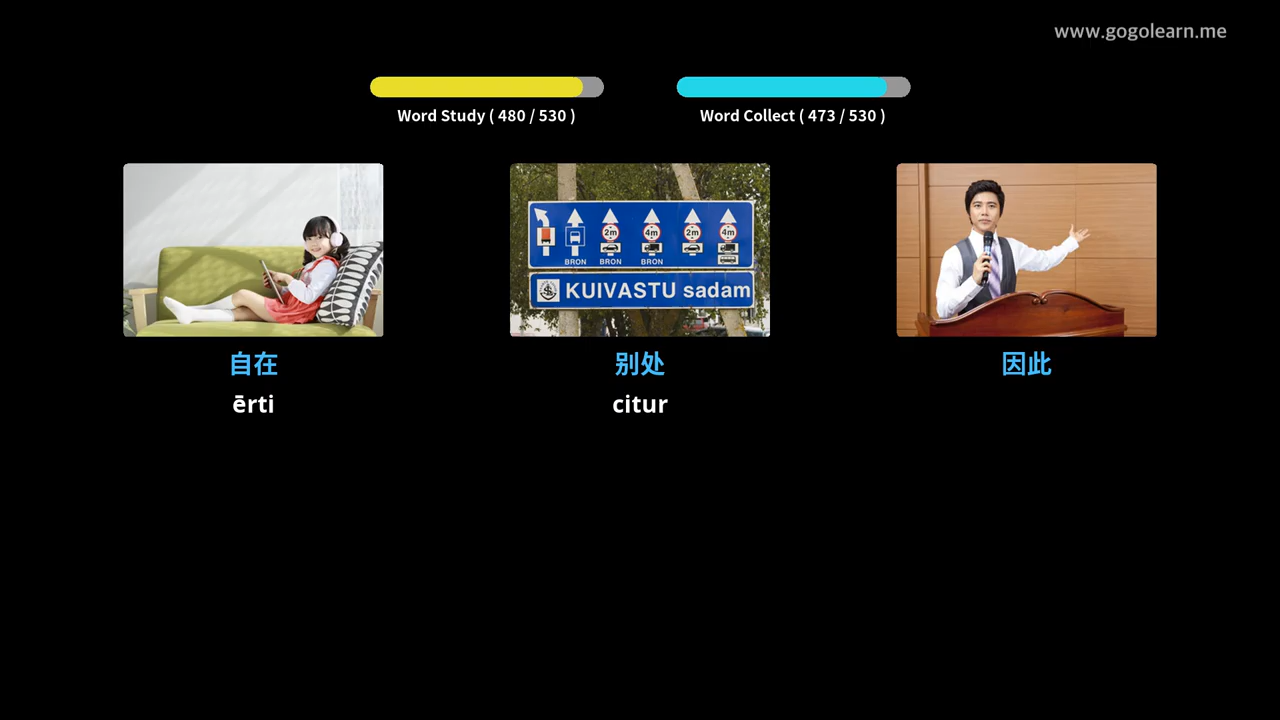 www.gogolearn.me
Word Study ( 480 / 530 )
Word Collect ( 473 / 530 )
2m 4m 2m 4m
BRON BRON BRON
KUIVASTU sadam
自在
别处
因此
ērti
citur